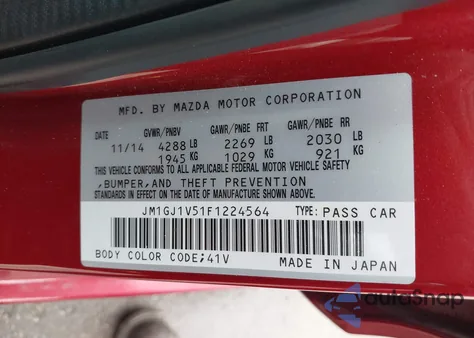 MFD. BY MAZDA MOTOR CORPORATION
DATE GVWR/PNBV GAWR/PNBE FRT GAWR/PNBE RR
11/14 4288 LB 2269 LB 2030 LB
1945 KG 1029 KG 921 KG
THIS VEHICLE CONFORMS TO ALL APPLICABLE FEDERAL MOTOR VEHICLE SAFETY
,BUMPER,AND THEFT PREVENTION
STANDARDS IN EFFECT ON THE DATE OF MANUFACTURE SHOWN ABOVE.
JM1GJ1V51F1224564 TYPE: PASS CAR
BODY COLOR CODE;41V MADE IN JAPAN
autoSnap